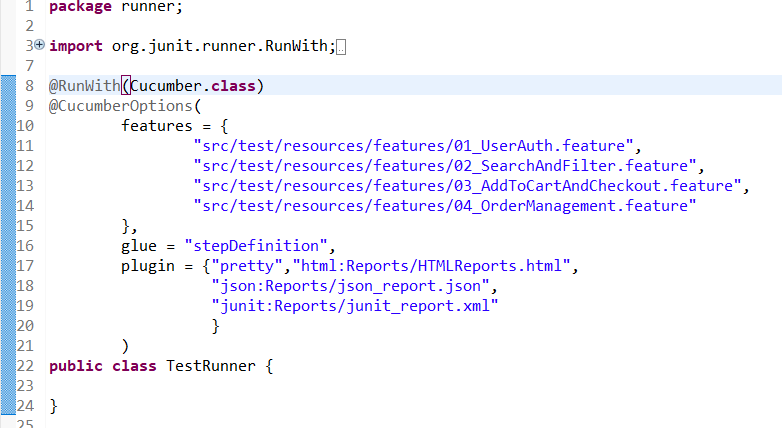 1 package runner;
2
3 import org.junit.runner.RunWith;
7
8 @RunWith(Cucumber.class)
9 @CucumberOptions(
10         features = {
11                 "src/test/resources/features/01_UserAuth.feature",
12                 "src/test/resources/features/02_SearchAndFilter.feature",
13                 "src/test/resources/features/03_AddToCartAndCheckout.feature",
14                 "src/test/resources/features/04_OrderManagement.feature"
15         },
16         glue = "stepDefinition",
17         plugin = {"pretty","html:Reports/HTMLReports.html",
18                   "json:Reports/json_report.json",
19                   "junit:Reports/junit_report.xml"
20                   }
21         )
22 public class TestRunner {
23
24 }
25